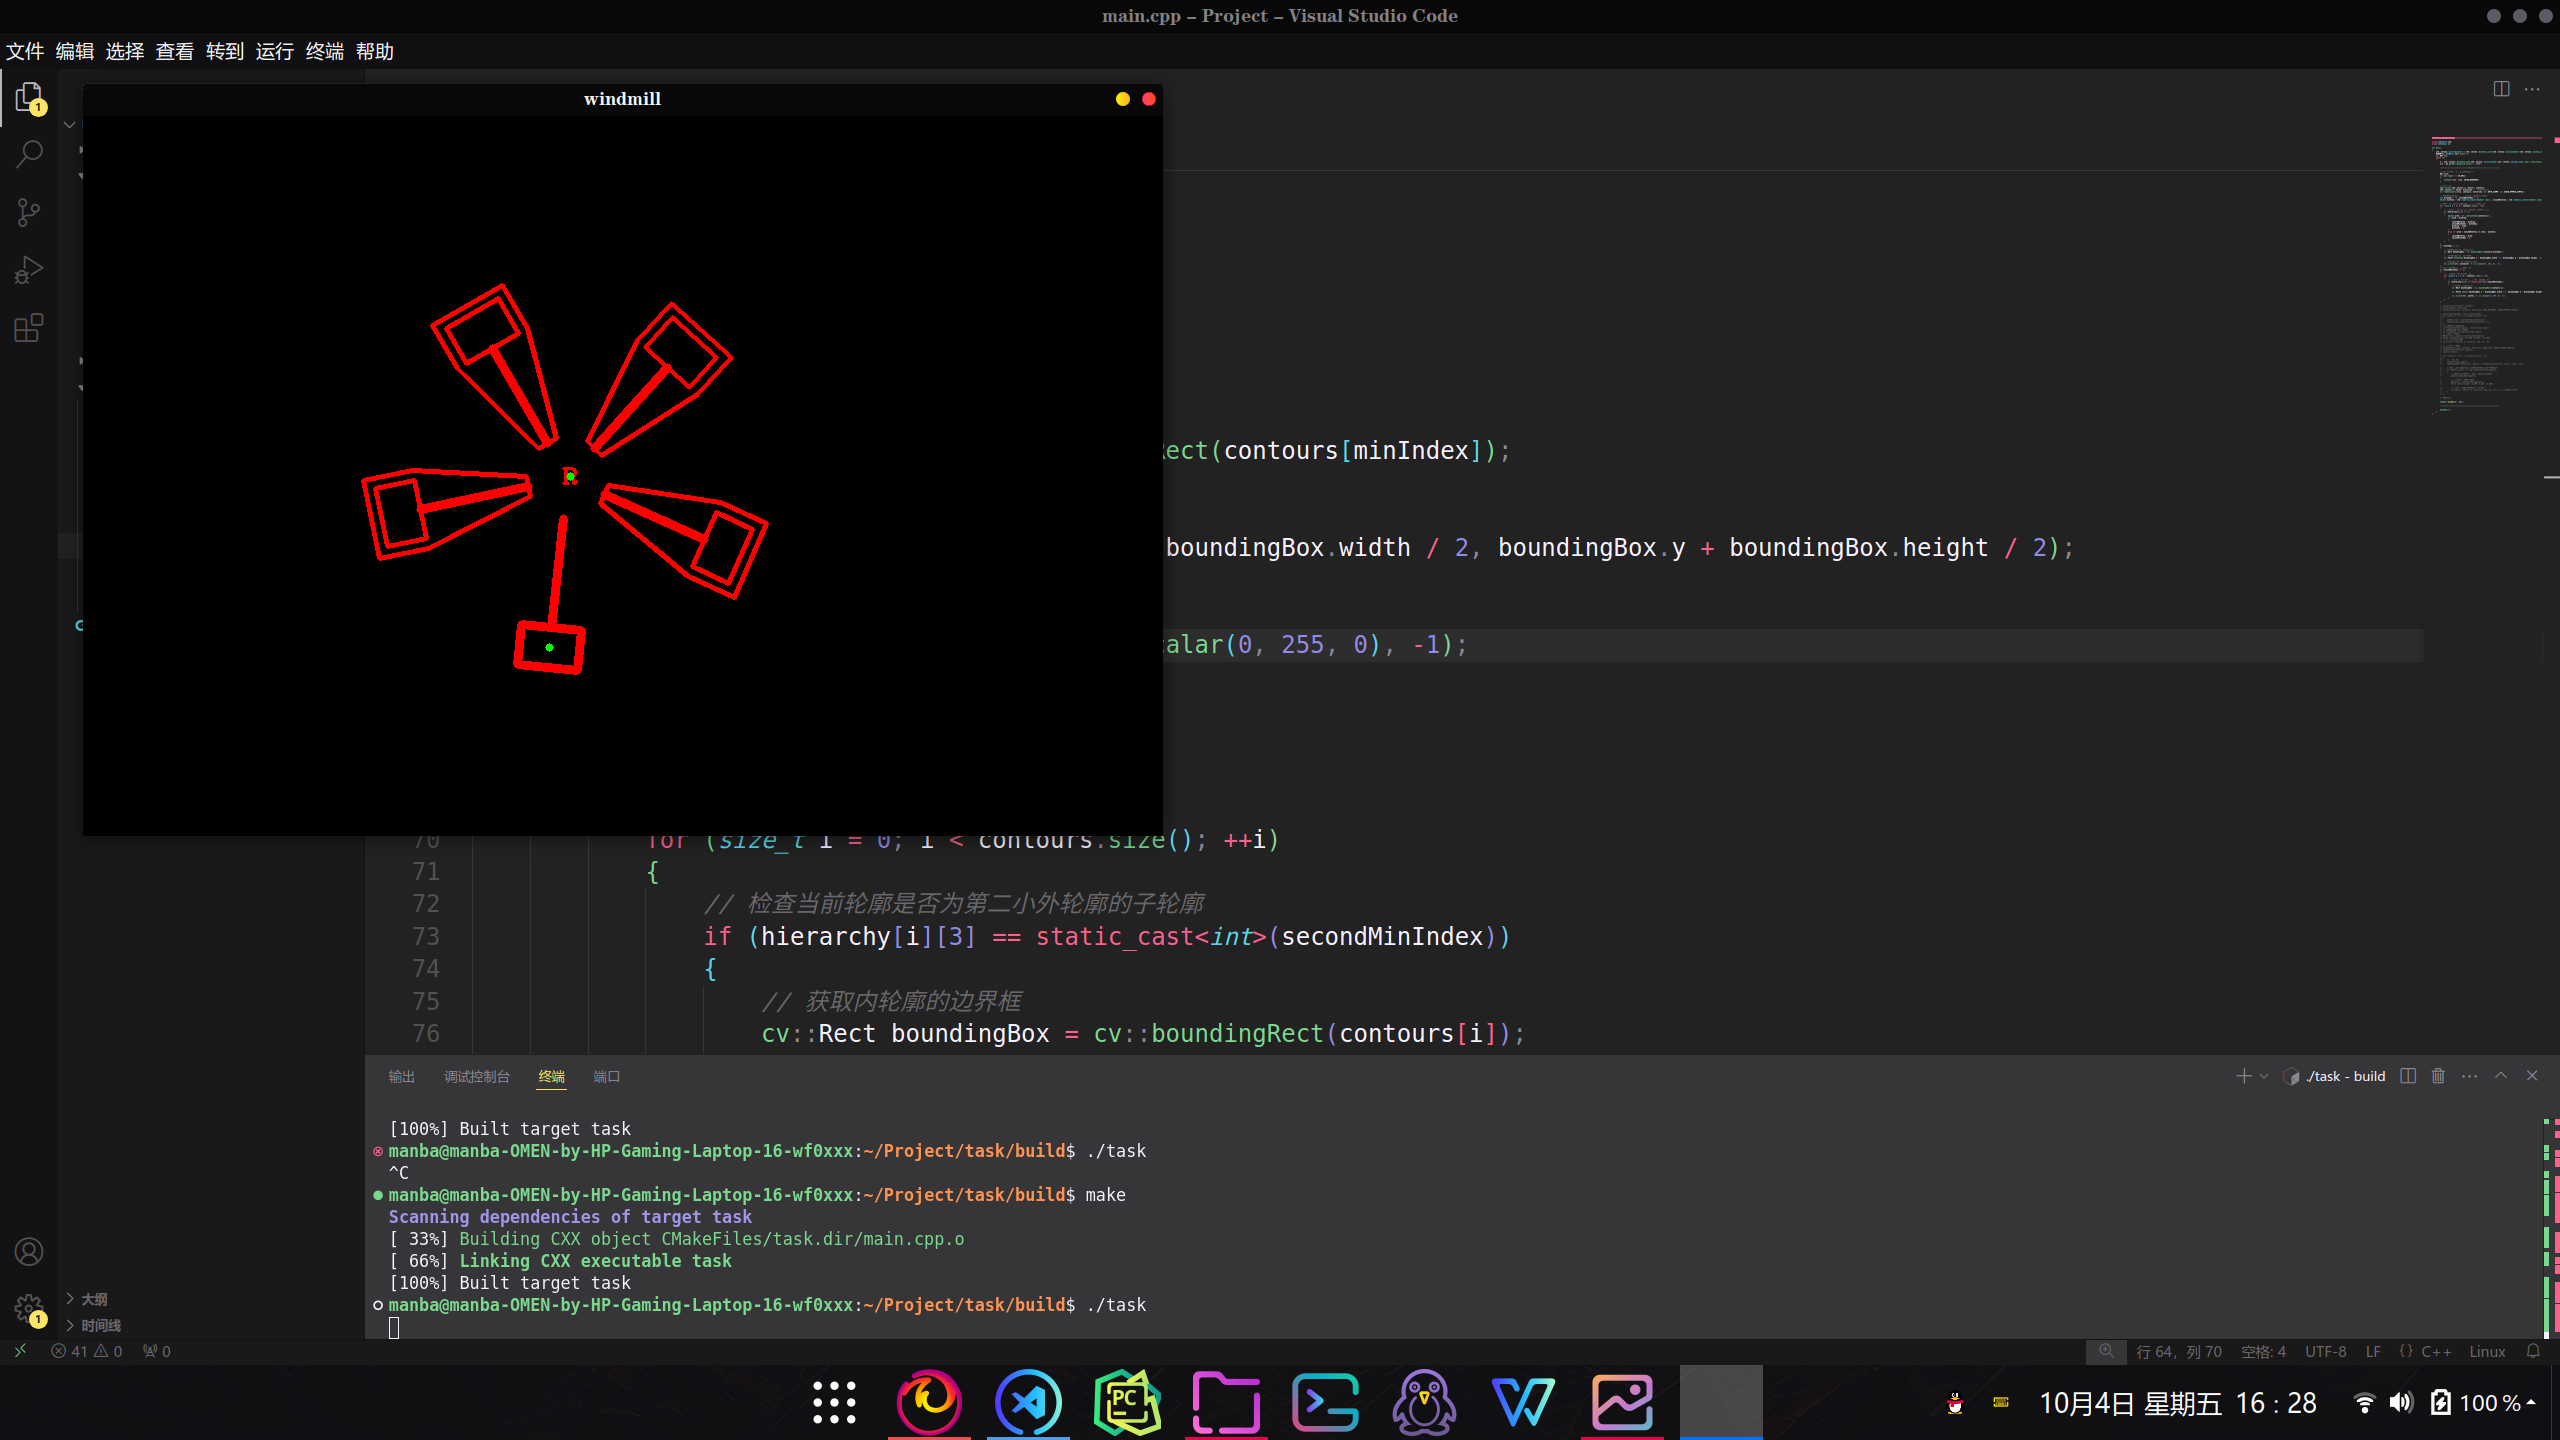 main.cpp – Project – Visual Studio Code
文件 编辑 选择 查看 转到 运行 终端 帮助
windmill
R
Rect(contours[minIndex]);
boundingBox.width / 2, boundingBox.y + boundingBox.height / 2);
calar(0, 255, 0), -1);
70 for (size_t i = 0; i < contours.size(); ++i)
71 {
72 // 检查当前轮廓是否为第二小外轮廓的子轮廓
73 if (hierarchy[i][3] == static_cast<int>(secondMinIndex))
74 {
75 // 获取内轮廓的边界框
76 cv::Rect boundingBox = cv::boundingRect(contours[i]);
输出 调试控制台 终端 端口
./task - build
[100%] Built target task
manba@manba-OMEN-by-HP-Gaming-Laptop-16-wf0xxx:~/Project/task/build$ ./task
^C
manba@manba-OMEN-by-HP-Gaming-Laptop-16-wf0xxx:~/Project/task/build$ make
Scanning dependencies of target task
[ 33%] Building CXX object CMakeFiles/task.dir/main.cpp.o
[ 66%] Linking CXX executable task
[100%] Built target task
manba@manba-OMEN-by-HP-Gaming-Laptop-16-wf0xxx:~/Project/task/build$ ./task
1
1
大纲
时间线
41 0 0
行 64，列 70 空格: 4 UTF-8 LF {} C++ Linux
PC
10月4日 星期五 16 : 28
100 %